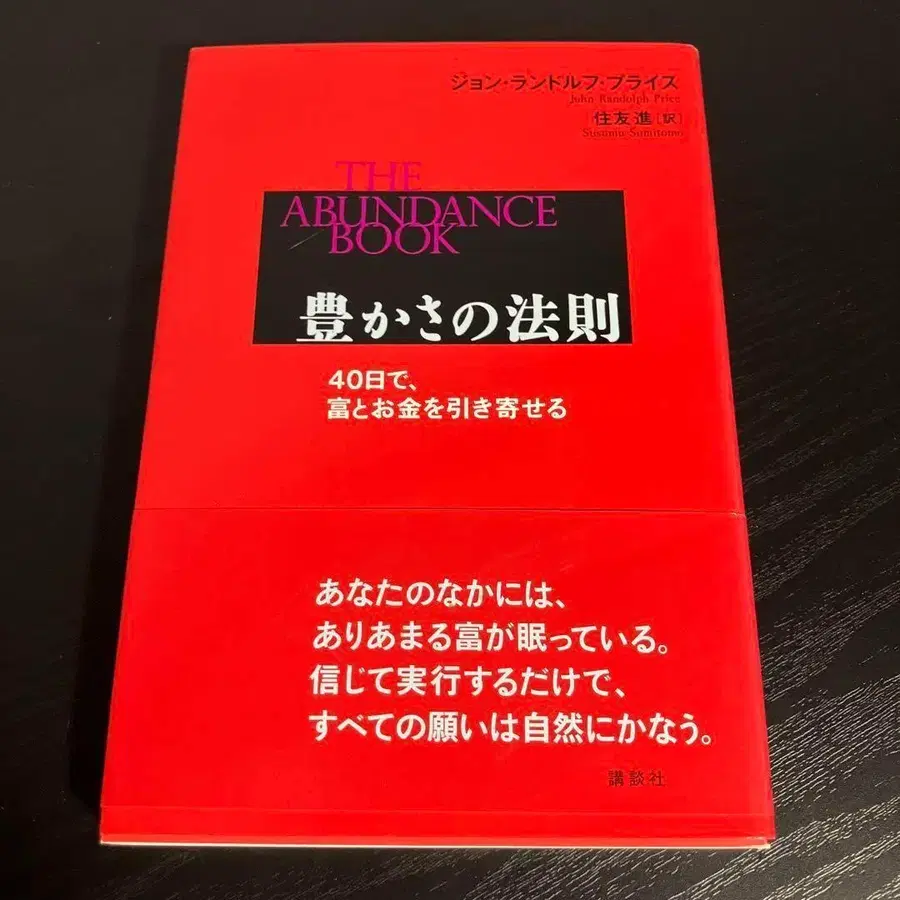 ジョン・ランドルフ・プライス
John Randolph Price
住友進[訳]
Susumu Sumitomo
THE
ABUNDANCE
BOOK
豊かさの法則
40日で、
富とお金を引き寄せる
あなたのなかには、
ありあまる富が眠っている。
信じて実行するだけで、
すべての願いは自然にかなう。
講談社